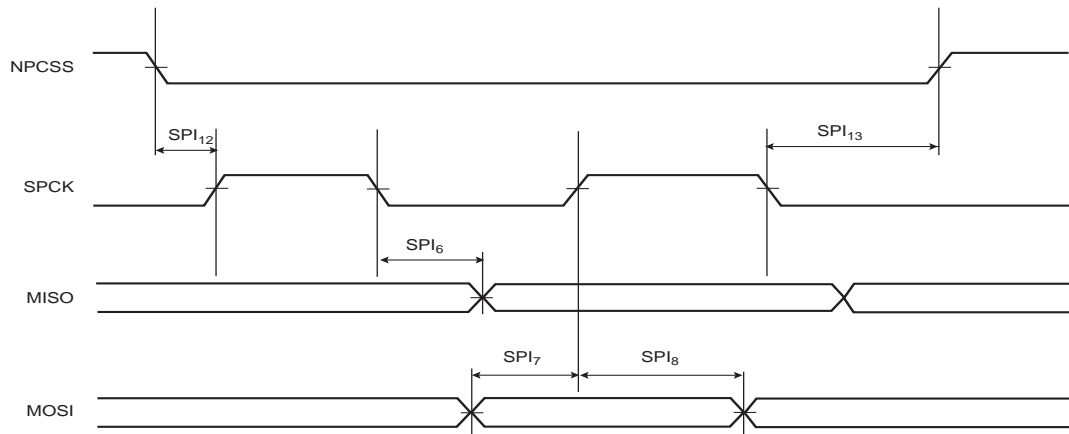 NPCSS
SPI₁₂
SPI₁₃
SPCK
SPI₆
MISO
SPI₇
SPI₈
MOSI